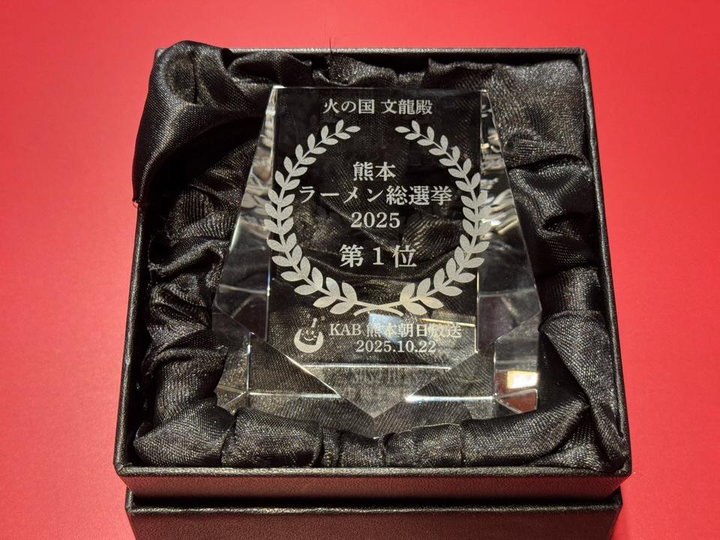 火の国 文龍殿
熊本
ラーメン総選挙
2025
第1位
KAB 熊本朝日放送
2025.10.22